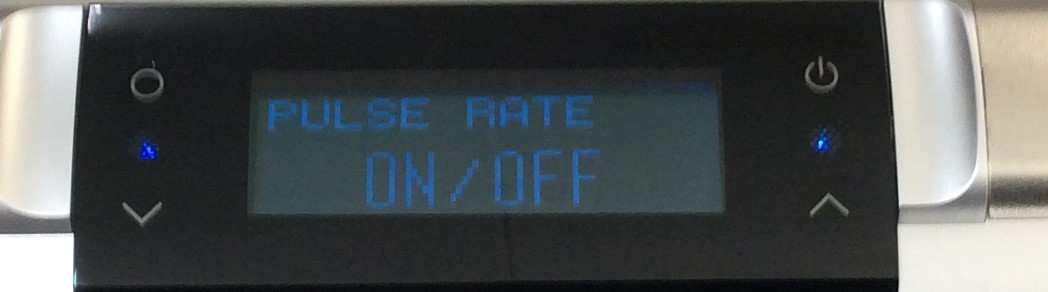 PULSE RATE
ON/OFF